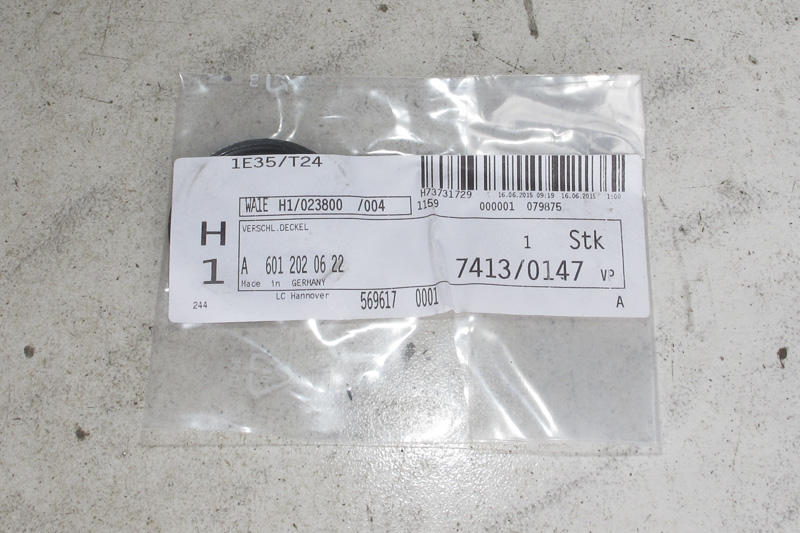 1E35/T24
H73731729 16.06.2015 09:19 16.06.2015 1:00
WAIE H1/023800 /004 1159 000001 079875
H VERSCHL.DECKEL 1 Stk
1 A 601 202 06 22 7413/0147 VP
Made in GERMANY
LC Hannover 569617 0001 A
244